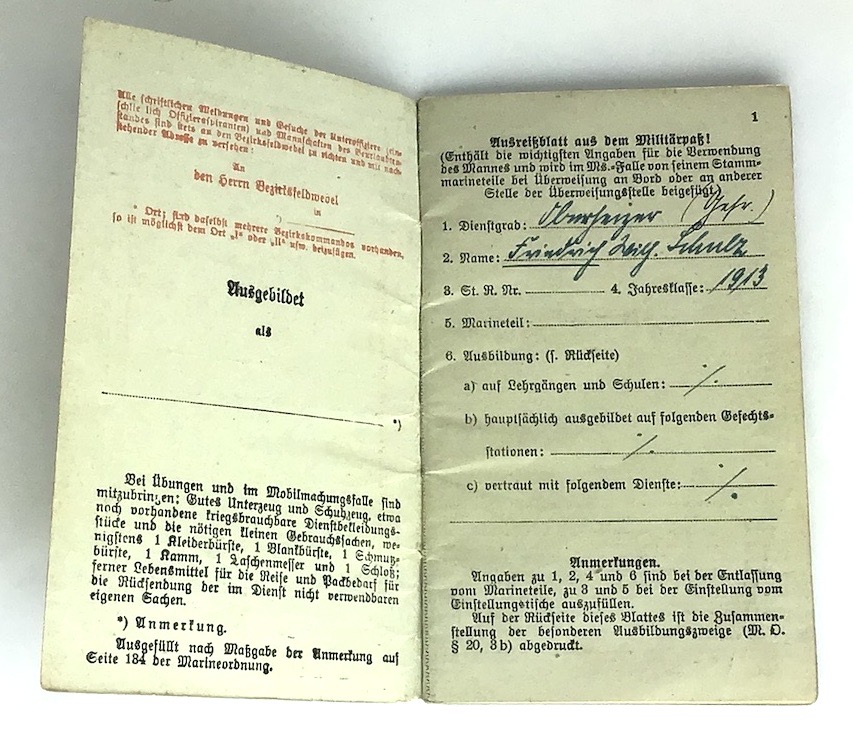 Alle schriftlichen Meldungen und Gesuche der Unteroffiziere (ein-
schließlich Offizieraspiranten) und Mannschaften des Beurlaubten-
standes sind stets an den Bezirksfeldwebel zu richten und mit nach-
stehender Adresse zu versehen:
An
den Herrn Bezirksfeldwebel
in
*)
* Ort; sind daselbst mehrere Bezirkskommandos vorhanden,
so ist möglichst dem Ort „I" oder „II" usw. beizufügen.
Ausgebildet
als
*)
Bei Übungen und im Mobilmachungsfalle sind
mitzubringen: Gutes Unterzeug und Schuhzeug, etwa
noch vorhandene kriegsbrauchbare Dienstbekleidungs-
stücke und die nötigen kleinen Gebrauchssachen, we-
nigstens 1 Kleiderbürste, 1 Blankbürste, 1 Schmutz-
bürste, 1 Kamm, 1 Taschenmesser und 1 Schloß;
ferner Lebensmittel für die Reise und Packbedarf für
die Rücksendung der im Dienst nicht verwendbaren
eigenen Sachen.
*) Anmerkung.
Ausgefüllt nach Maßgabe der Anmerkung auf
Seite 184 der Marineordnung.
1
Ausreißblatt aus dem Militärpaß!
(Enthält die wichtigsten Angaben für die Verwendung
des Mannes und wird im Ms.-Falle von seinem Stamm-
marineteile bei Überweisung an Bord oder an anderer
Stelle der Überweisungsstelle beigefügt)
1. Dienstgrad: Oberheizer (Gefr.)
2. Name: Friedrich Wilh. Schulz
3. St. R. Nr. 4. Jahresklasse: 1913
5. Marineteil:
6. Ausbildung: (s. Rückseite)
a) auf Lehrgängen und Schulen: ./.
b) hauptsächlich ausgebildet auf folgenden Gefechts-
stationen: ./.
c) vertraut mit folgendem Dienste: ./.
Anmerkungen.
Angaben zu 1, 2, 4 und 6 sind bei der Entlassung
vom Marineteile, zu 3 und 5 bei der Einstellung vom
Einstellungstische auszufüllen.
Auf der Rückseite dieses Blattes ist die Zusammen-
stellung der besonderen Ausbildungszweige (M. O.
§ 20, 3b) abgedruckt.